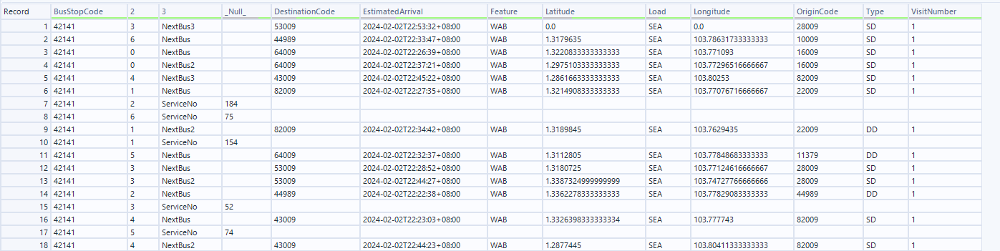 Record BusStopCode 2 3 _Null_ DestinationCode EstimatedArrival Feature Latitude Load Longitude OriginCode Type VisitNumber
1 42141 3 NextBus3 53009 2024-02-02T22:53:32+08:00 WAB 0.0 SEA 0.0 28009 SD 1
2 42141 6 NextBus 44989 2024-02-02T22:33:47+08:00 WAB 1.3179635 SEA 103.78631733333333 10009 SD 1
3 42141 0 NextBus 64009 2024-02-02T22:26:39+08:00 WAB 1.3220833333333333 SEA 103.771093 16009 SD 1
4 42141 0 NextBus2 64009 2024-02-02T22:37:21+08:00 WAB 1.2975103333333333 SEA 103.77296516666667 16009 SD 1
5 42141 4 NextBus3 43009 2024-02-02T22:45:22+08:00 WAB 1.2861663333333333 SEA 103.80253 82009 SD 1
6 42141 1 NextBus 82009 2024-02-02T22:27:35+08:00 WAB 1.3214908333333333 SEA 103.77076716666667 22009 SD 1
7 42141 2 ServiceNo 184
8 42141 6 ServiceNo 75
9 42141 1 NextBus2 82009 2024-02-02T22:34:42+08:00 WAB 1.3189845 SEA 103.7629435 22009 DD 1
10 42141 1 ServiceNo 154
11 42141 5 NextBus 64009 2024-02-02T22:32:37+08:00 WAB 1.3112805 SEA 103.77848683333333 11379 DD 1
12 42141 3 NextBus 53009 2024-02-02T22:28:52+08:00 WAB 1.3180725 SEA 103.77124616666667 28009 SD 1
13 42141 3 NextBus2 53009 2024-02-02T22:44:27+08:00 WAB 1.3387324999999999 SEA 103.74727766666666 28009 SD 1
14 42141 2 NextBus 44989 2024-02-02T22:22:38+08:00 WAB 1.3362278333333333 SEA 103.77829083333333 44989 DD 1
15 42141 3 ServiceNo 52
16 42141 4 NextBus 43009 2024-02-02T22:23:03+08:00 WAB 1.3326398333333334 SEA 103.777743 82009 SD 1
17 42141 5 ServiceNo 74
18 42141 4 NextBus2 43009 2024-02-02T22:44:23+08:00 WAB 1.2877445 SEA 103.80411333333333 82009 SD 1